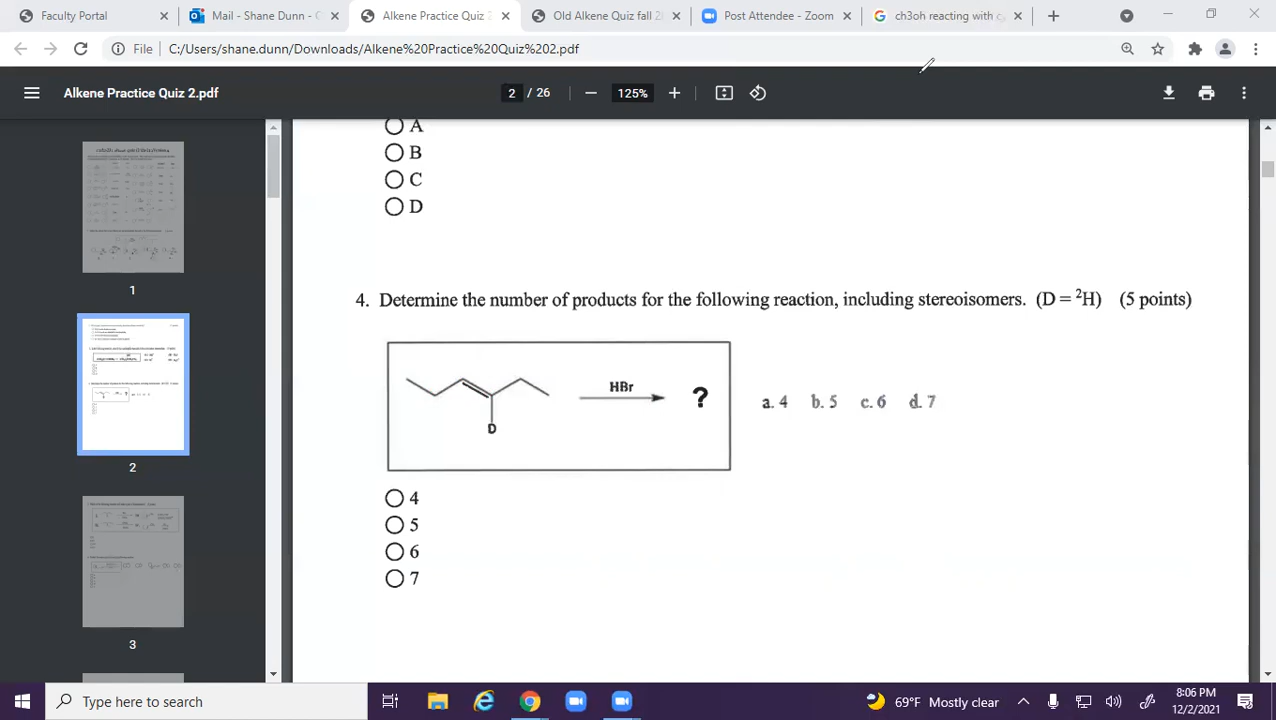 Faculty Portal
Mail - Shane Dunn - 
Alkene Practice Quiz 2
Old Alkene Quiz fall 2
Post Attendee - Zoom
ch3oh reacting with c
File
C:/Users/shane.dunn/Downloads/Alkene%20Practice%20Quiz%202.pdf
Alkene Practice Quiz 2.pdf
2 / 26
125%
A
B
C
D
1
4. Determine the number of products for the following reaction, including stereoisomers. (D = ²H) (5 points)
HBr
?
D
a. 4 b. 5 c. 6 d. 7
2
4
5
6
7
3
Type here to search
69°F Mostly clear
8:06 PM
12/2/2021